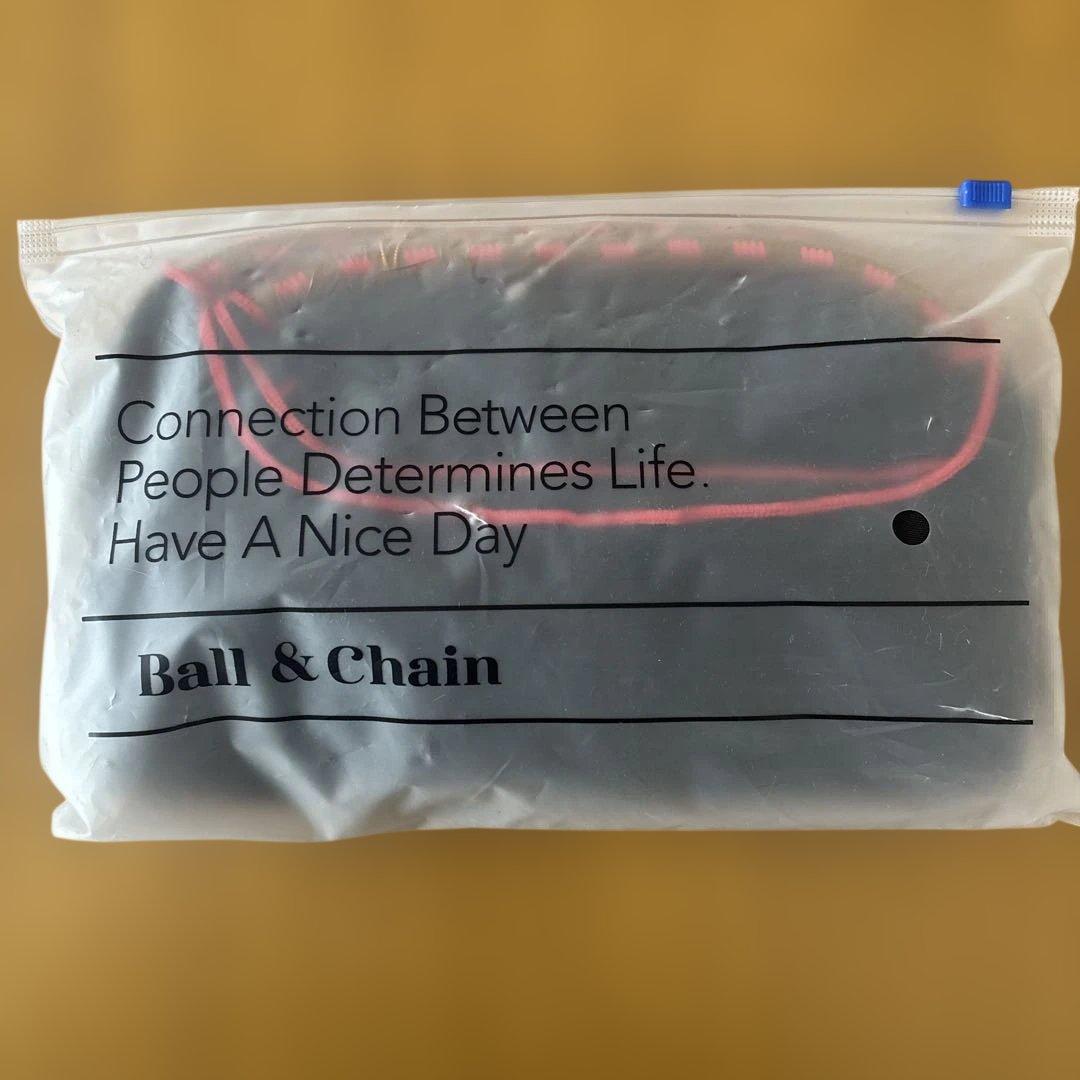 Connection Between
People Determines Life.
Have A Nice Day
Ball & Chain